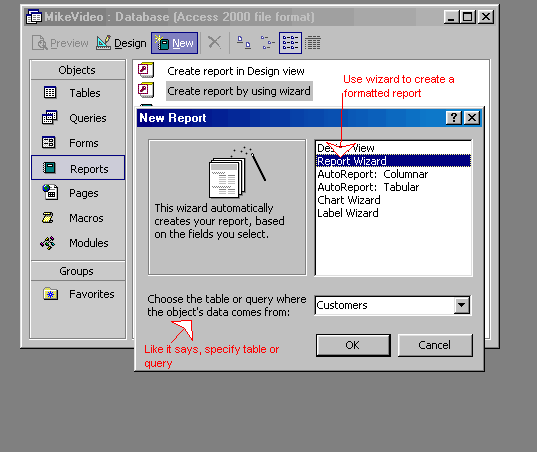 MikeVideo : Database (Access 2000 file format)
Preview Design New
Objects
Tables
Queries
Forms
Reports
Pages
Macros
Modules
Groups
Favorites
Create report in Design view
Create report by using wizard
Use wizard to create a
formatted report
New Report
This wizard automatically
creates your report, based
on the fields you select.
Design View
Report Wizard
AutoReport: Columnar
AutoReport: Tabular
Chart Wizard
Label Wizard
Choose the table or query where
the object's data comes from:
Customers
Like it says, specify table or
query
OK Cancel